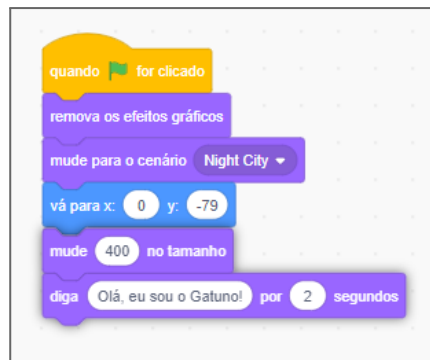 quando for clicado
remova os efeitos gráficos
mude para o cenário Night City
vá para x: 0 y: -79
mude 400 no tamanho
diga Olá, eu sou o Gatuno! por 2 segundos